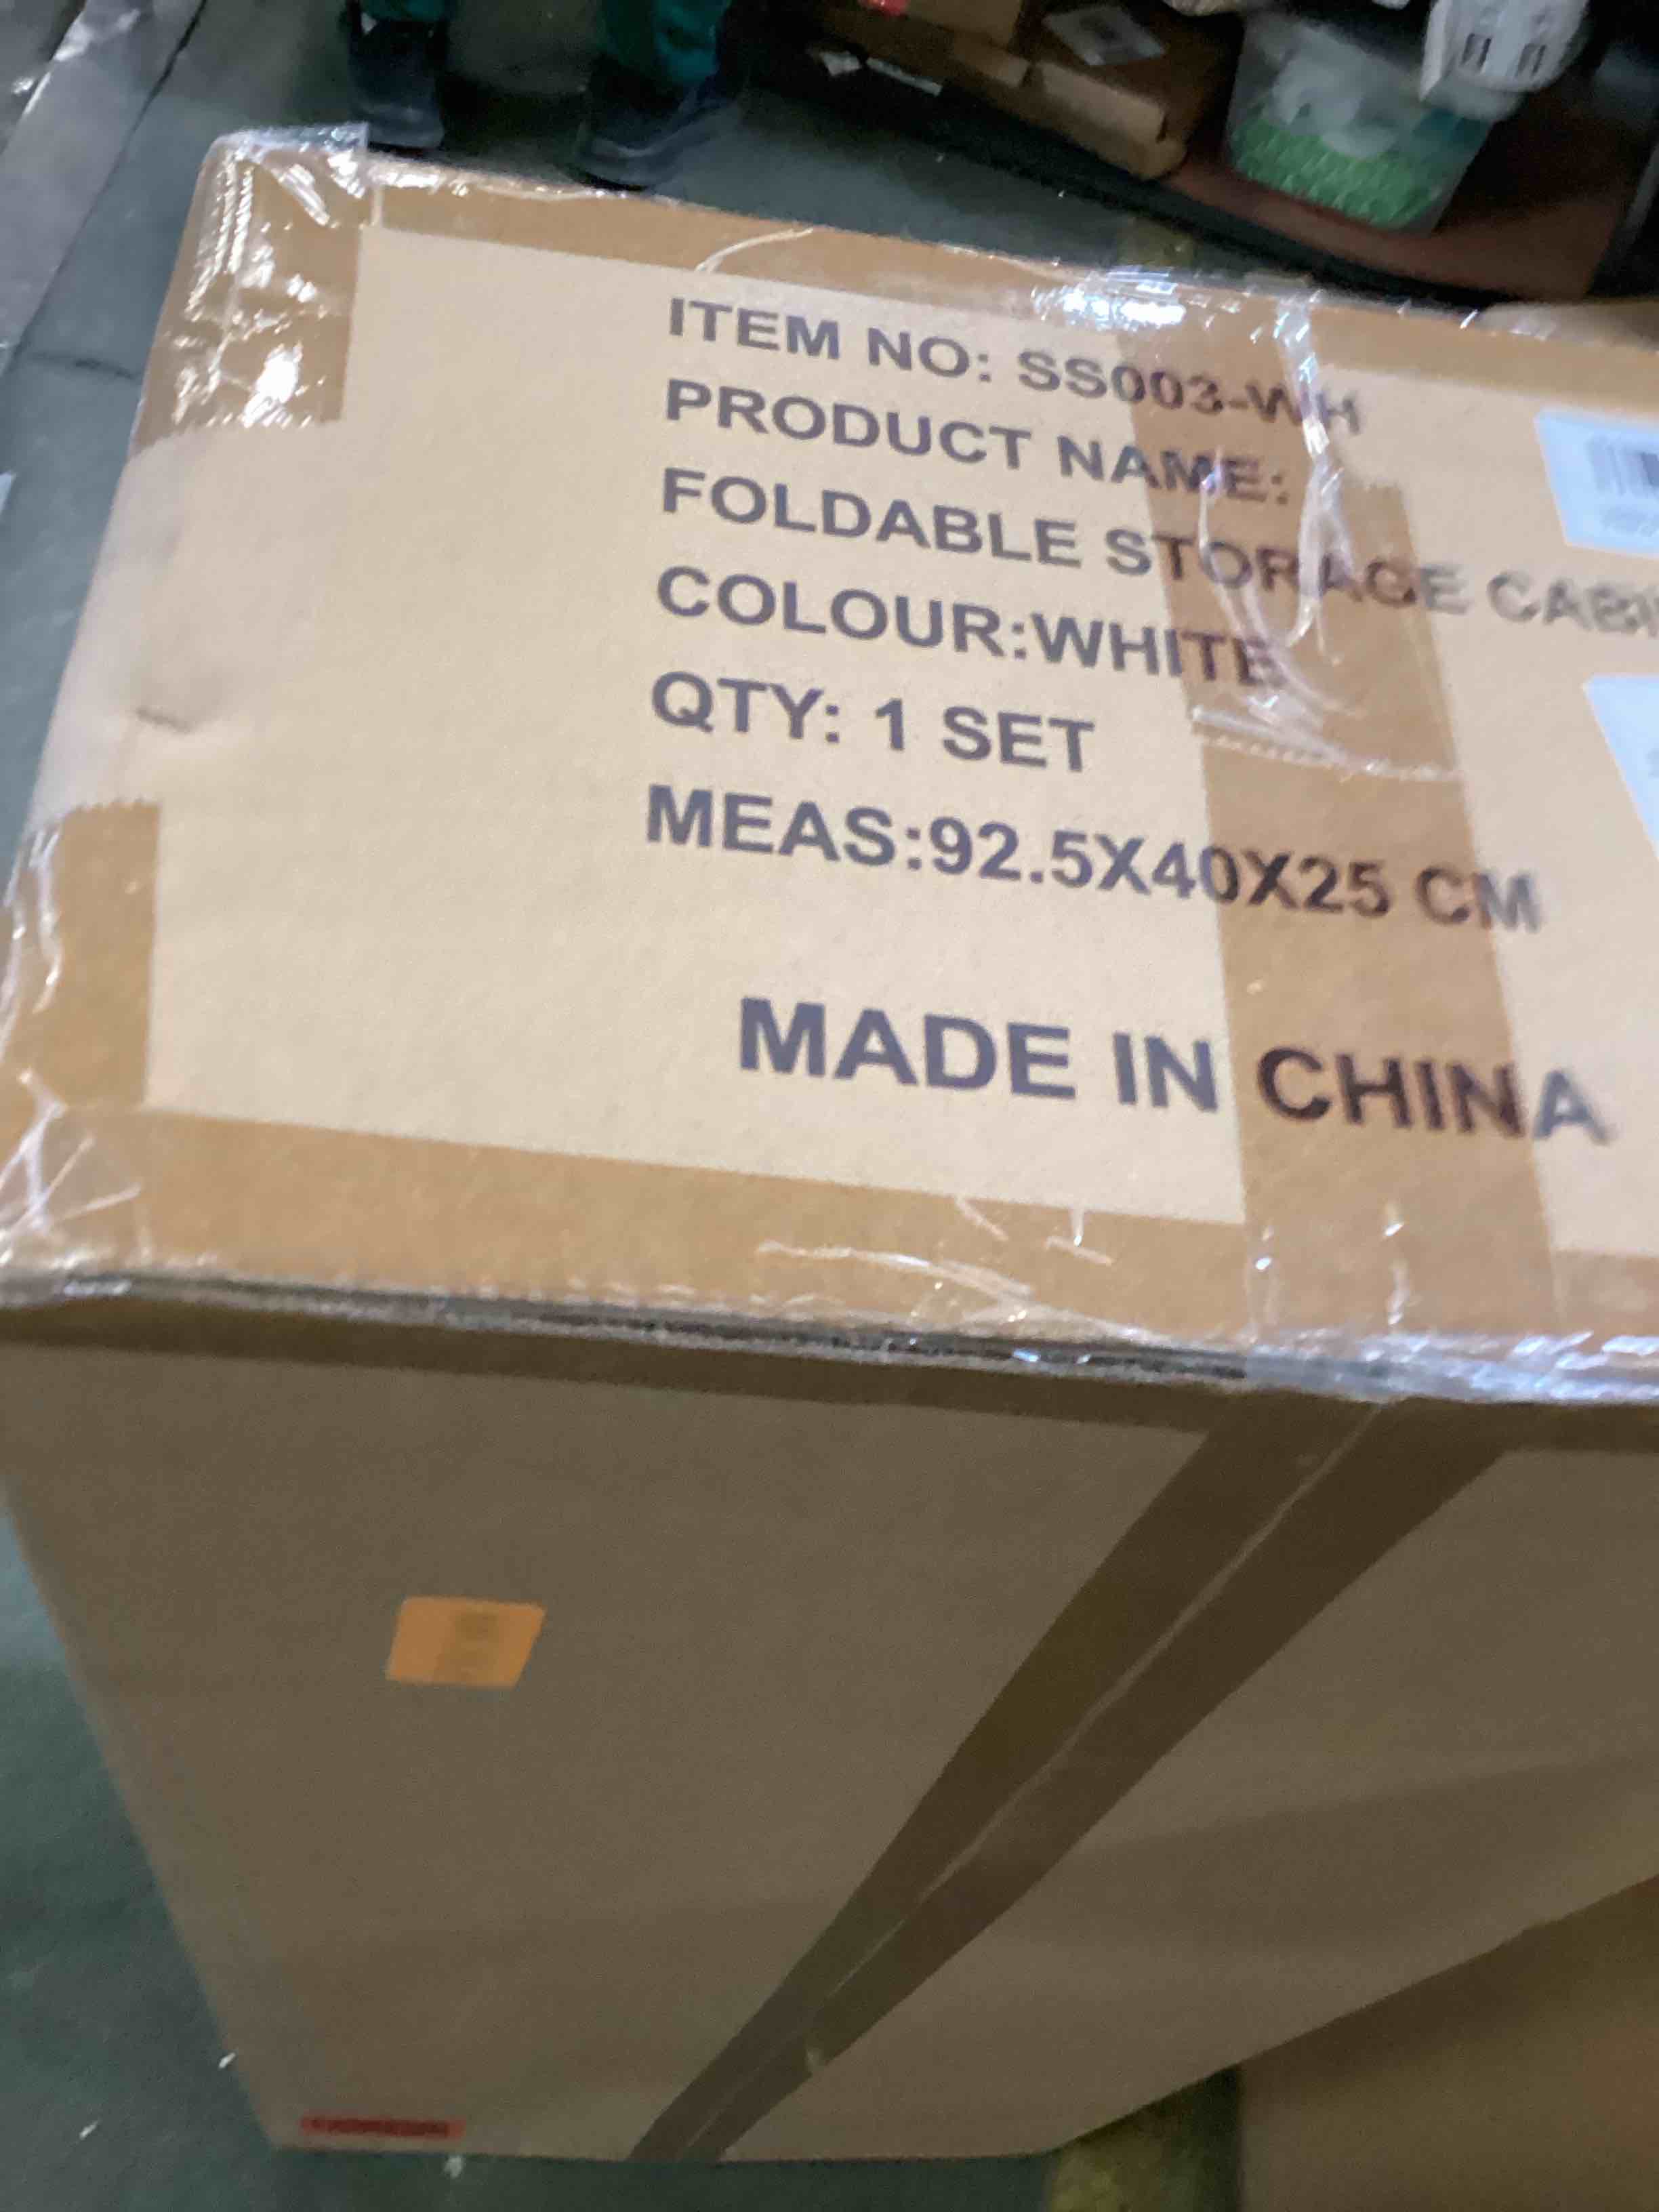 ITEM NO: SS003-WH
PRODUCT NAME:
FOLDABLE STORAGE CABI
COLOUR:WHITE
QTY: 1 SET
MEAS:92.5X40X25 CM
MADE IN CHINA